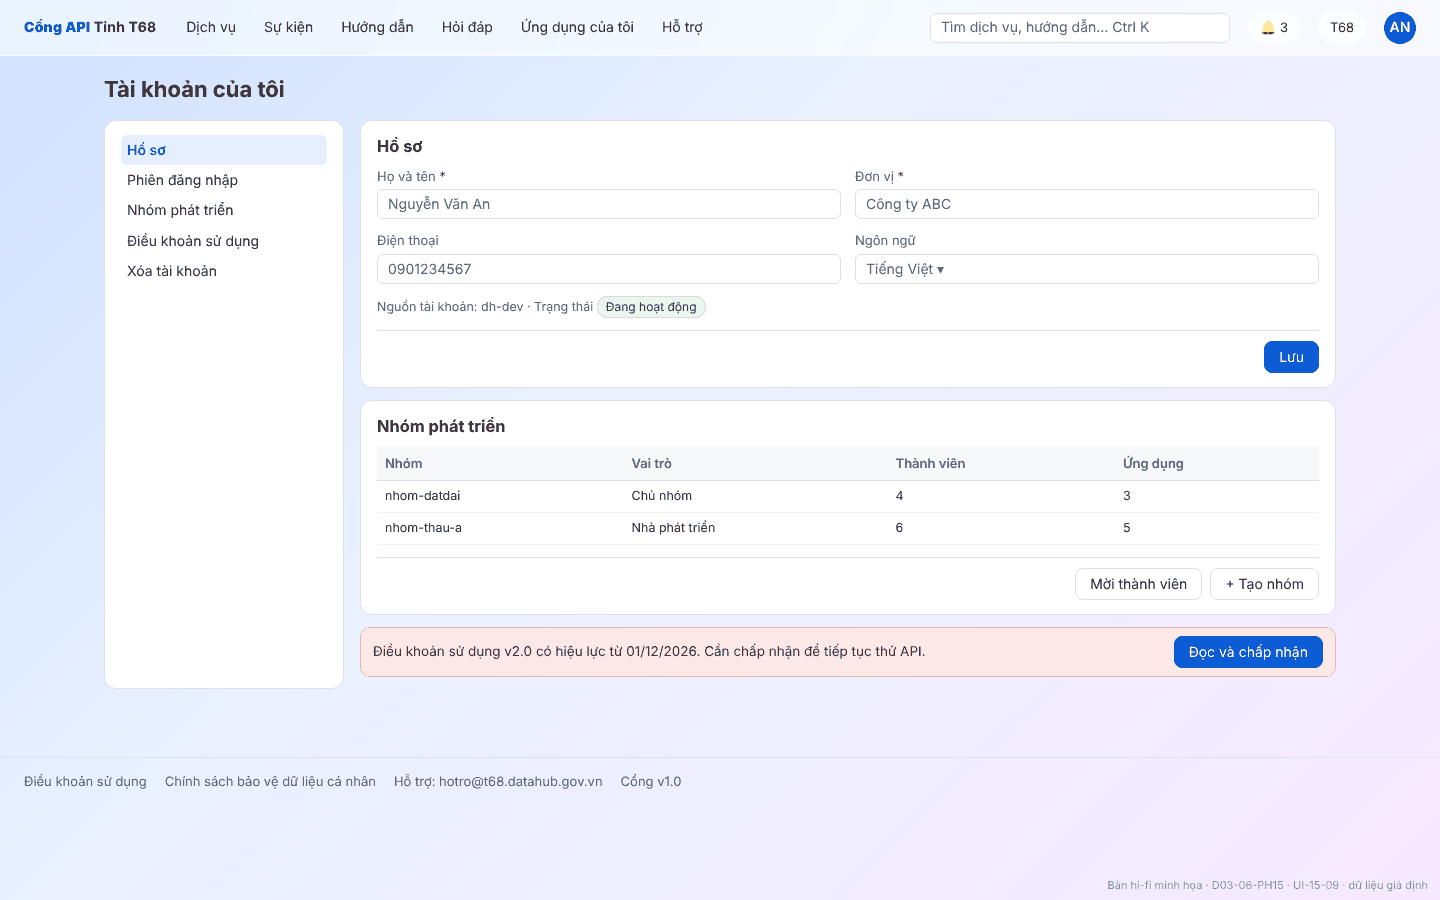 Cổng API Tỉnh T68 Dịch vụ Sự kiện Hướng dẫn Hỏi đáp Ứng dụng của tôi Hỗ trợ Tìm dịch vụ, hướng dẫn... Ctrl K 🔔 3 T68 AN
Tài khoản của tôi
Hồ sơ
Phiên đăng nhập
Nhóm phát triển
Điều khoản sử dụng
Xóa tài khoản
Hồ sơ
Họ và tên * Đơn vị *
Nguyễn Văn An Công ty ABC
Điện thoại Ngôn ngữ
0901234567 Tiếng Việt ▾
Nguồn tài khoản: dh-dev · Trạng thái Đang hoạt động
Lưu
Nhóm phát triển
Nhóm Vai trò Thành viên Ứng dụng
nhom-datdai Chủ nhóm 4 3
nhom-thau-a Nhà phát triển 6 5
Mời thành viên + Tạo nhóm
Điều khoản sử dụng v2.0 có hiệu lực từ 01/12/2026. Cần chấp nhận để tiếp tục thử API. Đọc và chấp nhận
Điều khoản sử dụng Chính sách bảo vệ dữ liệu cá nhân Hỗ trợ: hotro@t68.datahub.gov.vn Cổng v1.0
Bản hi-fi minh họa · D03-06-PH15 · UI-15-09 · dữ liệu giả định